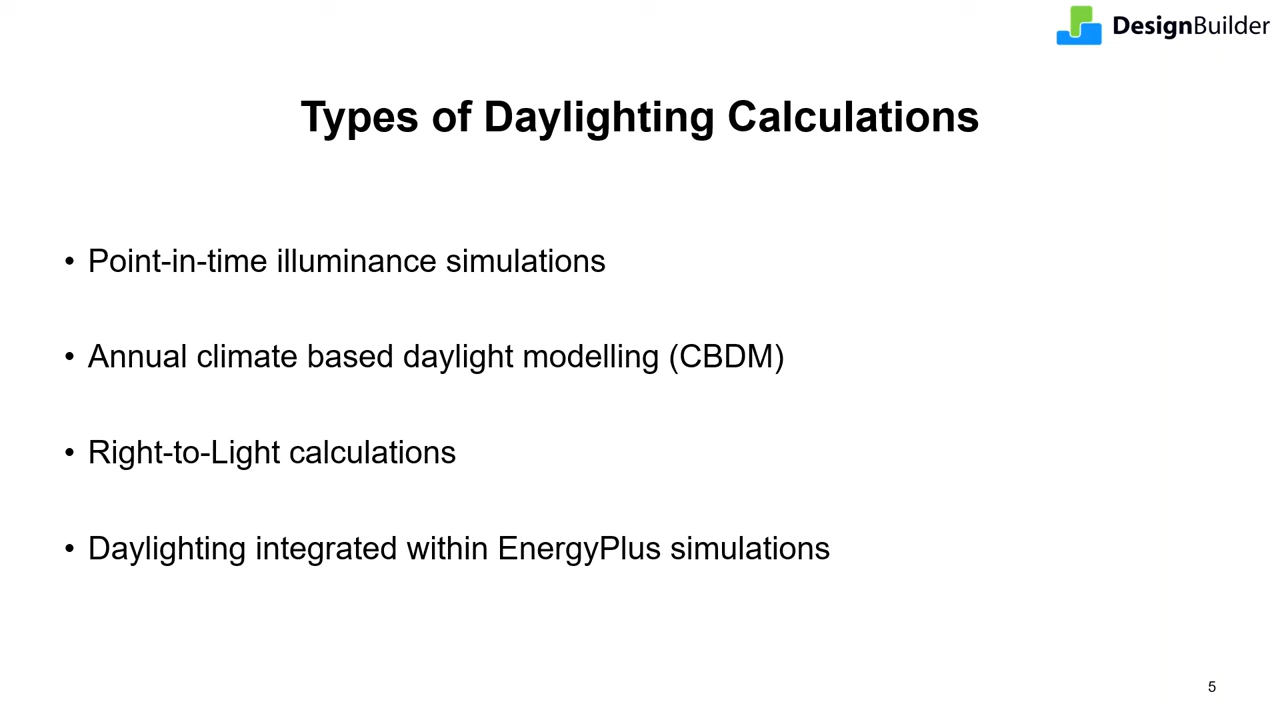 DesignBuilder
Types of Daylighting Calculations
• Point-in-time illuminance simulations
• Annual climate based daylight modelling (CBDM)
• Right-to-Light calculations
• Daylighting integrated within EnergyPlus simulations
5